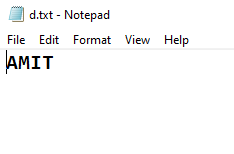 d.txt - Notepad
File Edit Format View Help
AMIT